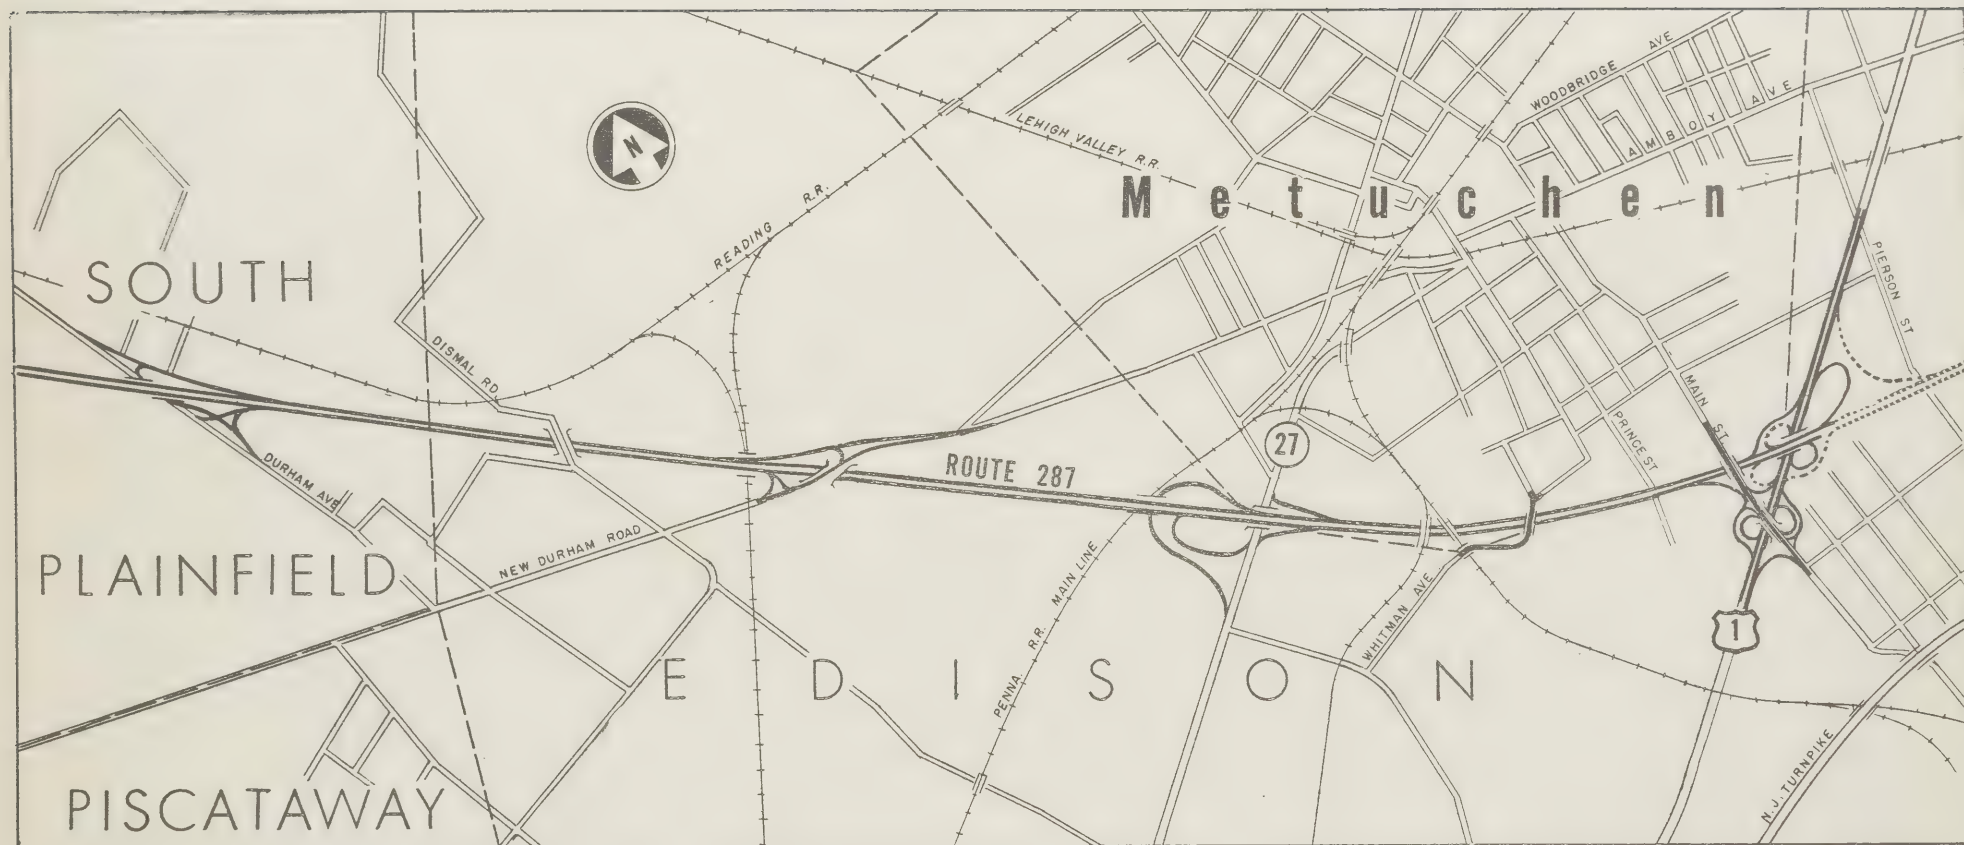 WOODBRIDGE AVE
AMBOY AVE
LEHIGH VALLEY R.R.
N
Metuchen
READING R.R.
SOUTH
PLAINFIELD
PIERSON ST
DISMAL RD.
MAIN ST.
PRINCE ST
27
ROUTE 287
DURHAM AVE
NEW DURHAM ROAD
PENNA. R.R. MAIN LINE
WHITMAN AVE
1
EDISON
N.J. TURNPIKE
PISCATAWAY